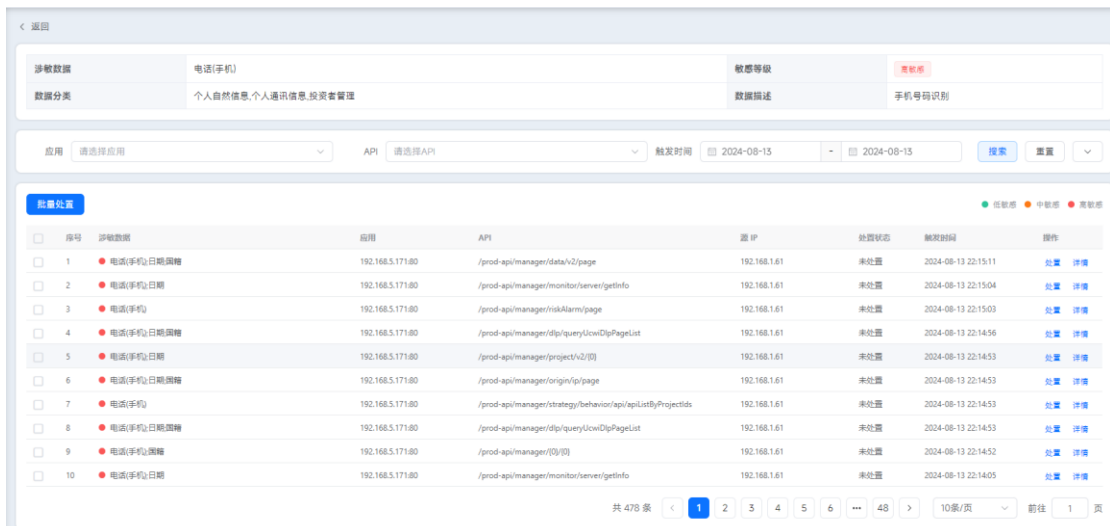 返回
涉敏数据 电话(手机) 敏感等级 高敏感
数据分类 个人自然信息,个人通讯信息,投资者管理 数据描述 手机号码识别
应用 请选择应用 API 请选择API 触发时间 2024-08-13 - 2024-08-13 搜索 重置
批量处置 低敏感 中敏感 高敏感
序号 涉敏数据 应用 API 源 IP 处置状态 触发时间 操作
1 电话(手机);日期;国籍 192.168.5.171:80 /prod-api/manager/data/v2/page 192.168.1.61 未处置 2024-08-13 22:15:11 处置 详情
2 电话(手机);日期 192.168.5.171:80 /prod-api/manager/monitor/server/getInfo 192.168.1.61 未处置 2024-08-13 22:15:04 处置 详情
3 电话(手机) 192.168.5.171:80 /prod-api/manager/riskAlarm/page 192.168.1.61 未处置 2024-08-13 22:15:03 处置 详情
4 电话(手机);日期;国籍 192.168.5.171:80 /prod-api/manager/dlp/queryUcwiDlpPageList 192.168.1.61 未处置 2024-08-13 22:14:56 处置 详情
5 电话(手机);日期 192.168.5.171:80 /prod-api/manager/project/v2/{0} 192.168.1.61 未处置 2024-08-13 22:14:53 处置 详情
6 电话(手机);日期;国籍 192.168.5.171:80 /prod-api/manager/origin/ip/page 192.168.1.61 未处置 2024-08-13 22:14:53 处置 详情
7 电话(手机) 192.168.5.171:80 /prod-api/manager/strategy/behavior/api/apiListByProjectIds 192.168.1.61 未处置 2024-08-13 22:14:53 处置 详情
8 电话(手机);日期;国籍 192.168.5.171:80 /prod-api/manager/dlp/queryUcwiDlpPageList 192.168.1.61 未处置 2024-08-13 22:14:53 处置 详情
9 电话(手机);国籍 192.168.5.171:80 /prod-api/manager/{0}/{0} 192.168.1.61 未处置 2024-08-13 22:14:52 处置 详情
10 电话(手机);日期 192.168.5.171:80 /prod-api/manager/monitor/server/getInfo 192.168.1.61 未处置 2024-08-13 22:14:05 处置 详情
共 478 条 < 1 2 3 4 5 6 ••• 48 > 10条/页 前往 1 页